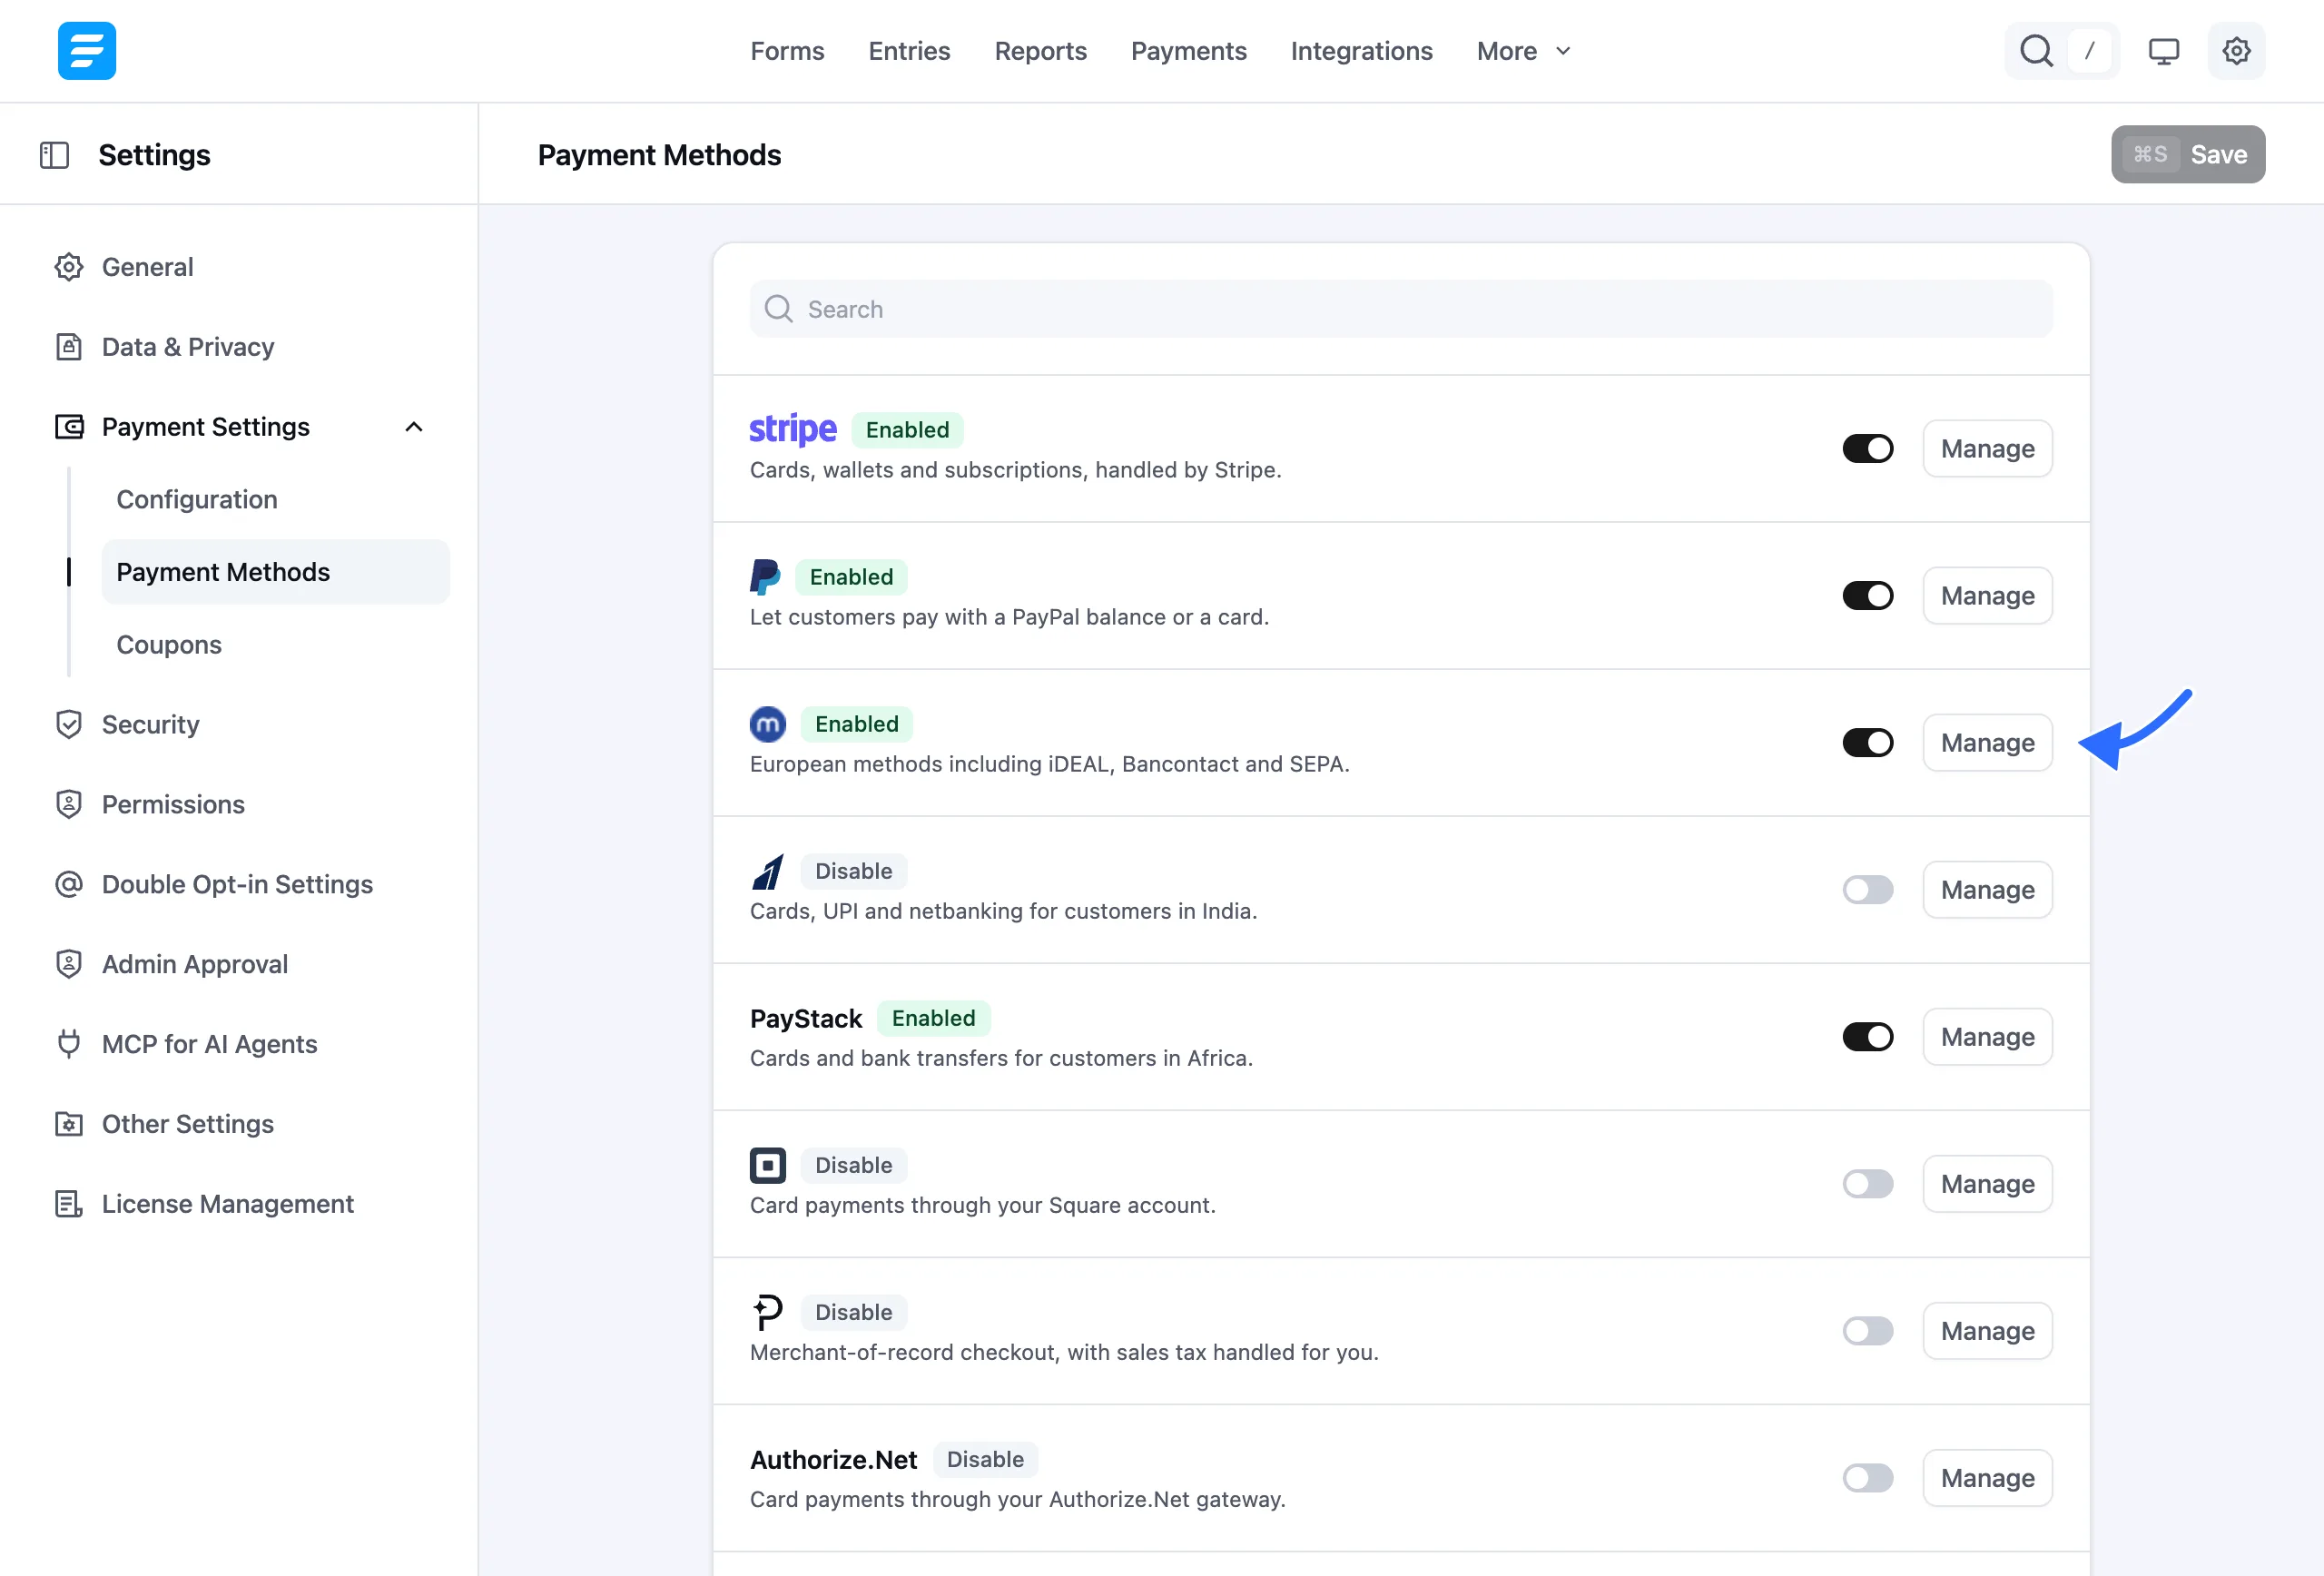 Forms Entries Reports Payments Integrations More /
Settings
Payment Methods
⌘S Save
General
Data & Privacy
Payment Settings
Configuration
Payment Methods
Coupons
Security
Permissions
Double Opt-in Settings
Admin Approval
MCP for AI Agents
Other Settings
License Management
Search
stripe Enabled
Cards, wallets and subscriptions, handled by Stripe.
Manage
Enabled
Let customers pay with a PayPal balance or a card.
Manage
m Enabled
European methods including iDEAL, Bancontact and SEPA.
Manage
Disable
Cards, UPI and netbanking for customers in India.
Manage
PayStack Enabled
Cards and bank transfers for customers in Africa.
Manage
Disable
Card payments through your Square account.
Manage
Disable
Merchant-of-record checkout, with sales tax handled for you.
Manage
Authorize.Net Disable
Card payments through your Authorize.Net gateway.
Manage